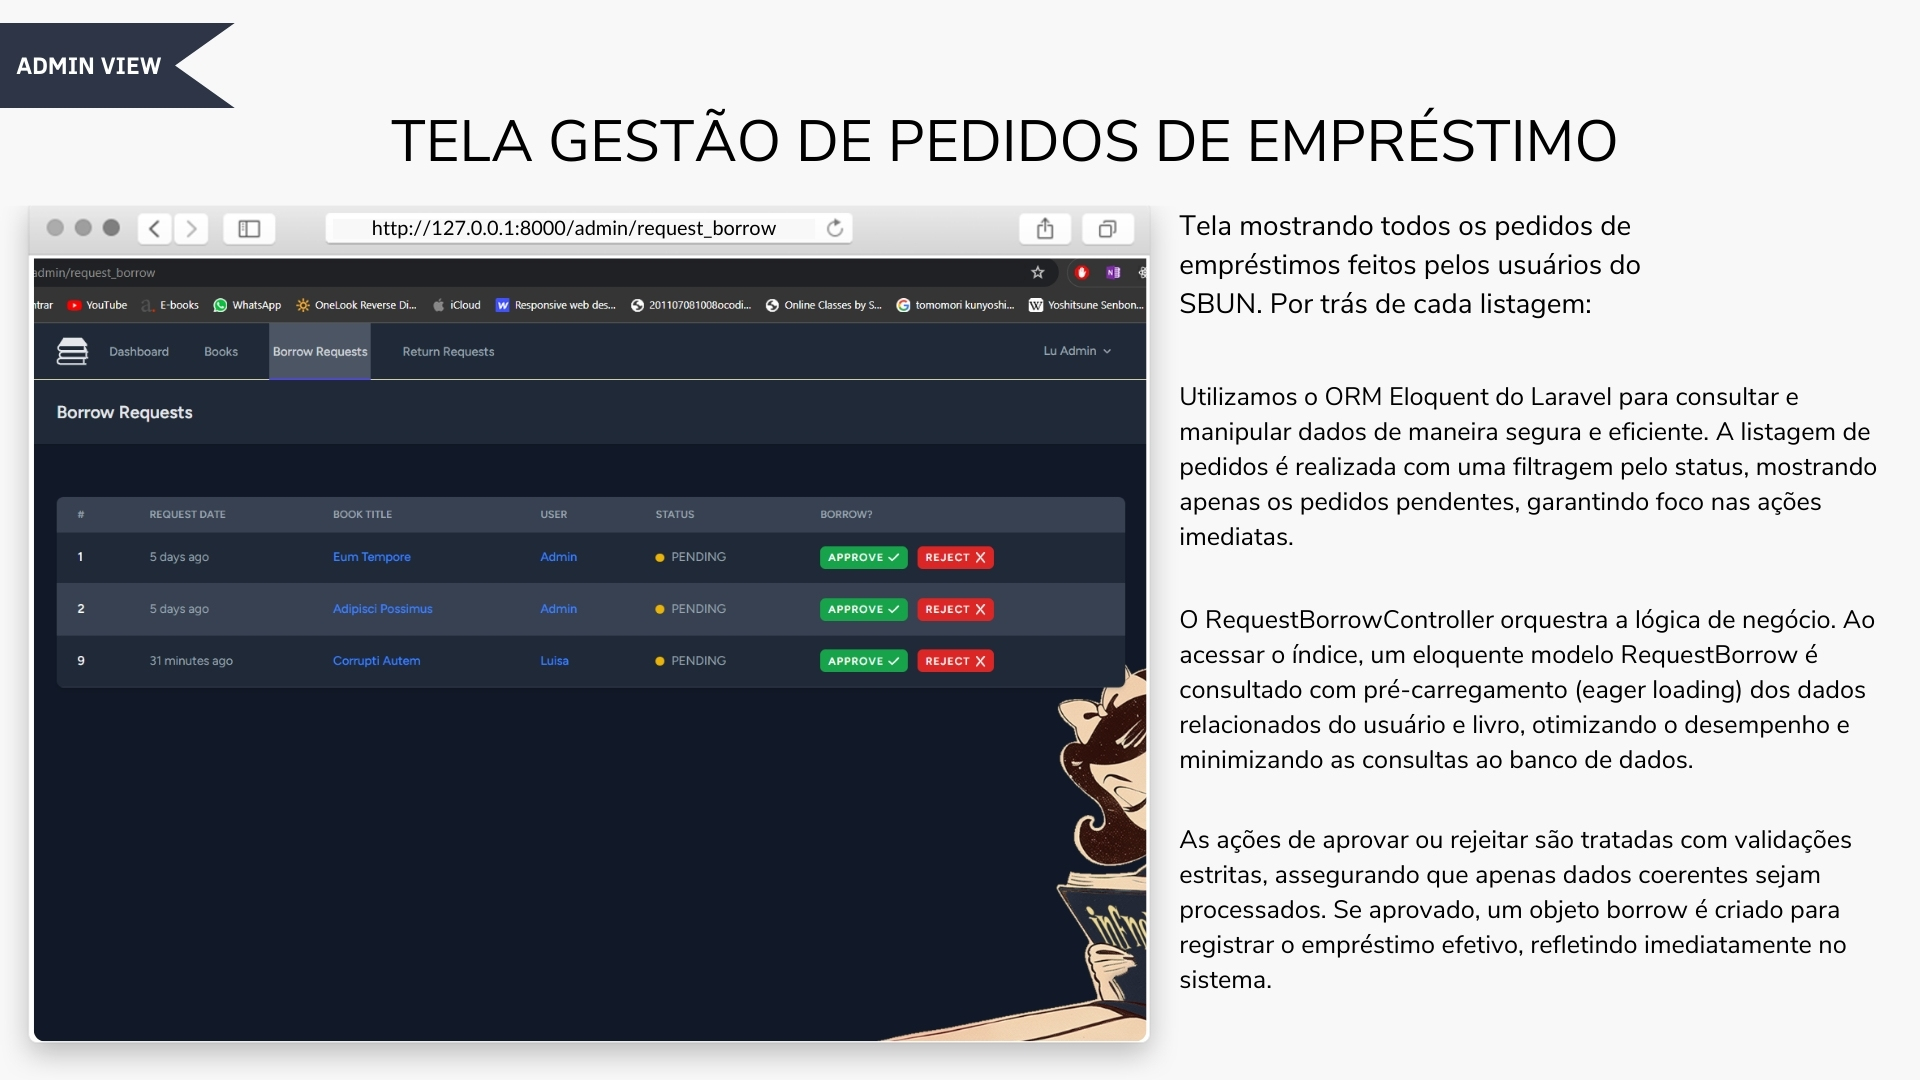 ADMIN VIEW
TELA GESTÃO DE PEDIDOS DE EMPRÉSTIMO
http://127.0.0.1:8000/admin/request_borrow
admin/request_borrow
ntrar YouTube E-books WhatsApp OneLook Reverse Di... iCloud Responsive web des... 201107081008ocodi... Online Classes by S... tomomori kunyoshi... Yoshitsune Senbon...
Dashboard Books Borrow Requests Return Requests Lu Admin
Borrow Requests
# REQUEST DATE BOOK TITLE USER STATUS BORROW?
1 5 days ago Eum Tempore Admin PENDING APPROVE REJECT
2 5 days ago Adipisci Possimus Admin PENDING APPROVE REJECT
9 31 minutes ago Corrupti Autem Luisa PENDING APPROVE REJECT
Tela mostrando todos os pedidos de
empréstimos feitos pelos usuários do
SBUN. Por trás de cada listagem:
Utilizamos o ORM Eloquent do Laravel para consultar e
manipular dados de maneira segura e eficiente. A listagem de
pedidos é realizada com uma filtragem pelo status, mostrando
apenas os pedidos pendentes, garantindo foco nas ações
imediatas.
O RequestBorrowController orquestra a lógica de negócio. Ao
acessar o índice, um eloquente modelo RequestBorrow é
consultado com pré-carregamento (eager loading) dos dados
relacionados do usuário e livro, otimizando o desempenho e
minimizando as consultas ao banco de dados.
As ações de aprovar ou rejeitar são tratadas com validações
estritas, assegurando que apenas dados coerentes sejam
processados. Se aprovado, um objeto borrow é criado para
registrar o empréstimo efetivo, refletindo imediatamente no
sistema.